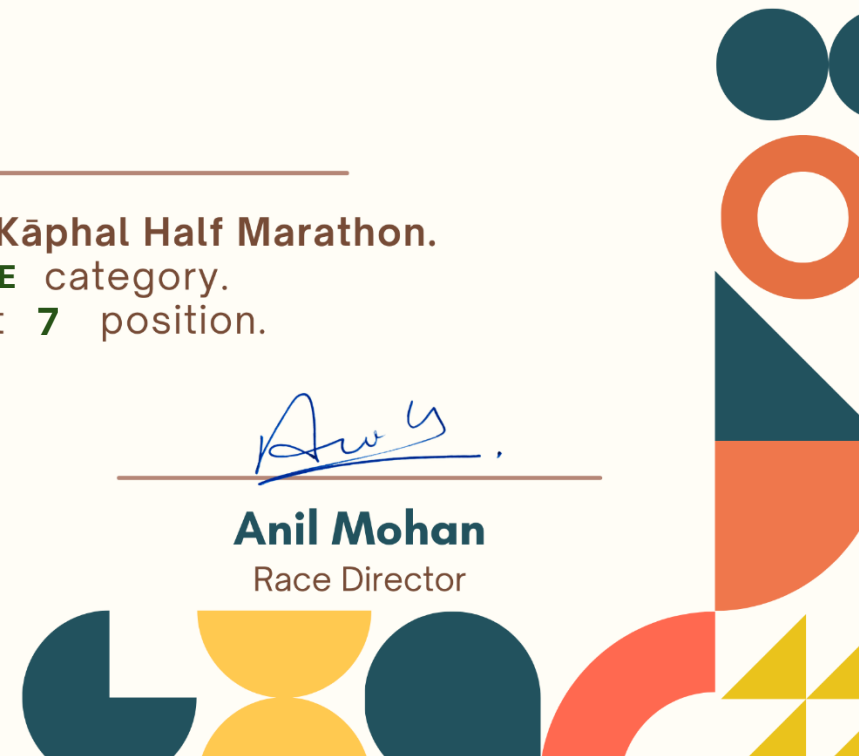 Kāphal Half Marathon.
E category.
7 position.
Anil Mohan
Race Director